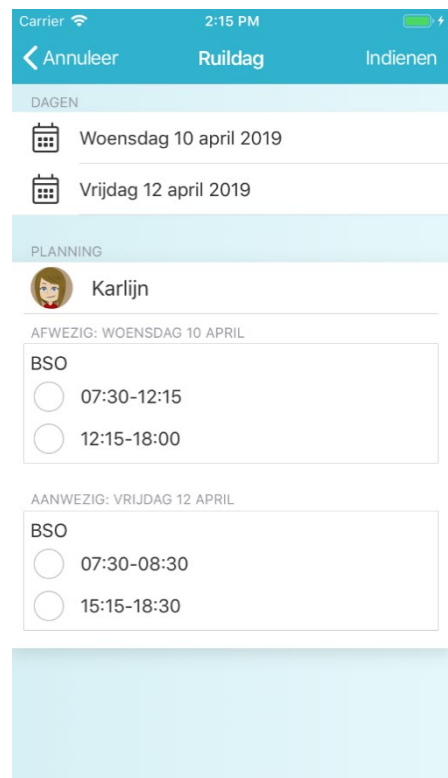 Carrier 2:15 PM
Annuleer Ruildag Indienen
DAGEN
Woensdag 10 april 2019
Vrijdag 12 april 2019
PLANNING
Karlijn
AFWEZIG: WOENSDAG 10 APRIL
BSO
07:30-12:15
12:15-18:00
AANWEZIG: VRIJDAG 12 APRIL
BSO
07:30-08:30
15:15-18:30